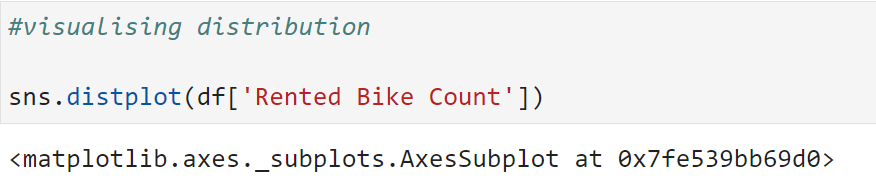 #visualising distribution
sns.distplot(df['Rented Bike Count'])
<matplotlib.axes._subplots.AxesSubplot at 0x7fe539bb69d0>